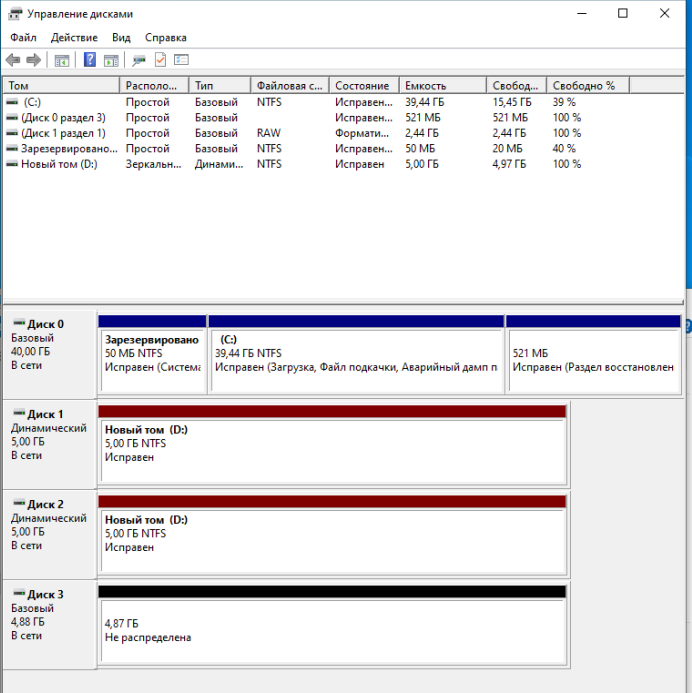 Управление дисками
Файл Действие Вид Справка
Том Располо... Тип Файловая с... Состояние Емкость Свобод... Свободно %
(C:) Простой Базовый NTFS Исправен... 39,44 ГБ 15,45 ГБ 39 %
(Диск 0 раздел 3) Простой Базовый Исправен... 521 МБ 521 МБ 100 %
(Диск 1 раздел 1) Простой Базовый RAW Формати... 2,44 ГБ 2,44 ГБ 100 %
Зарезервировано... Простой Базовый NTFS Исправен... 50 МБ 20 МБ 40 %
Новый том (D:) Зеркальн... Динами... NTFS Исправен 5,00 ГБ 4,97 ГБ 100 %
Диск 0
Базовый
40,00 ГБ
В сети
Зарезервировано
50 МБ NTFS
Исправен (Система
(C:)
39,44 ГБ NTFS
Исправен (Загрузка, Файл подкачки, Аварийный дамп п
521 МБ
Исправен (Раздел восстановлен
Диск 1
Динамический
5,00 ГБ
В сети
Новый том (D:)
5,00 ГБ NTFS
Исправен
Диск 2
Динамический
5,00 ГБ
В сети
Новый том (D:)
5,00 ГБ NTFS
Исправен
Диск 3
Базовый
4,88 ГБ
В сети
4,87 ГБ
Не распределена